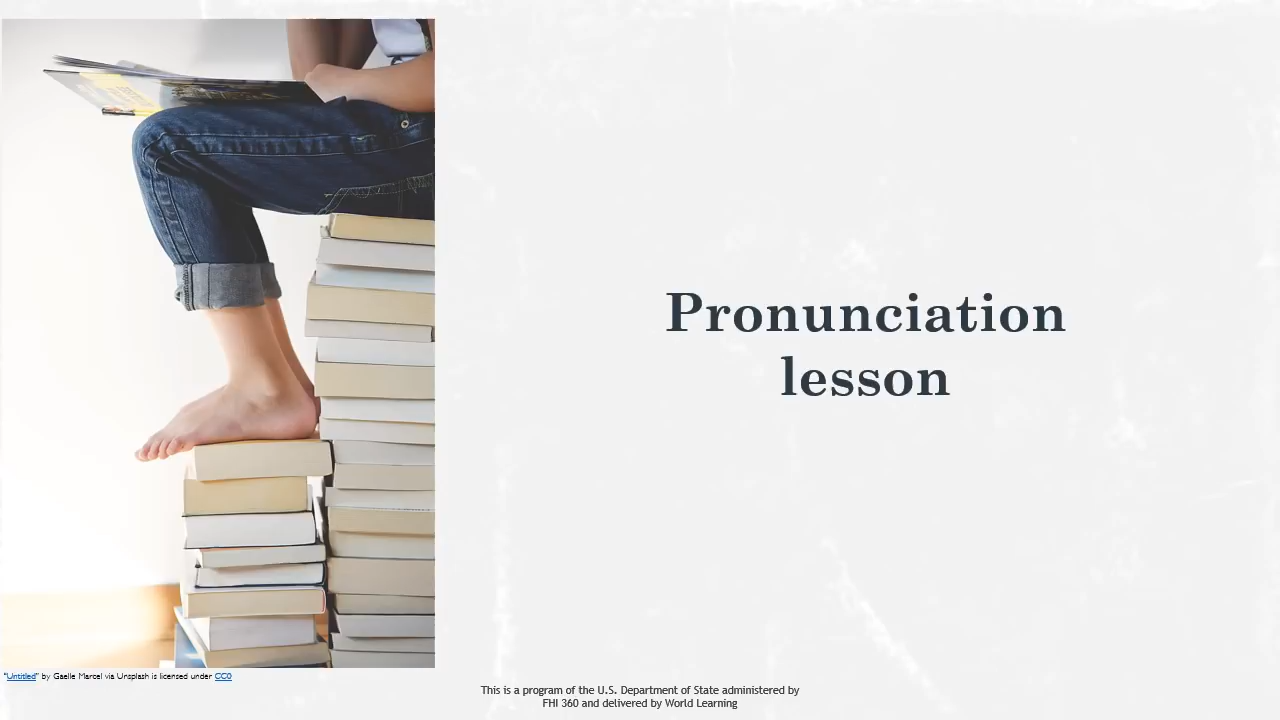 Pronunciation
lesson
"Untitled" by Gaelle Marcel via Unsplash is licensed under CC0
This is a program of the U.S. Department of State administered by
FHI 360 and delivered by World Learning